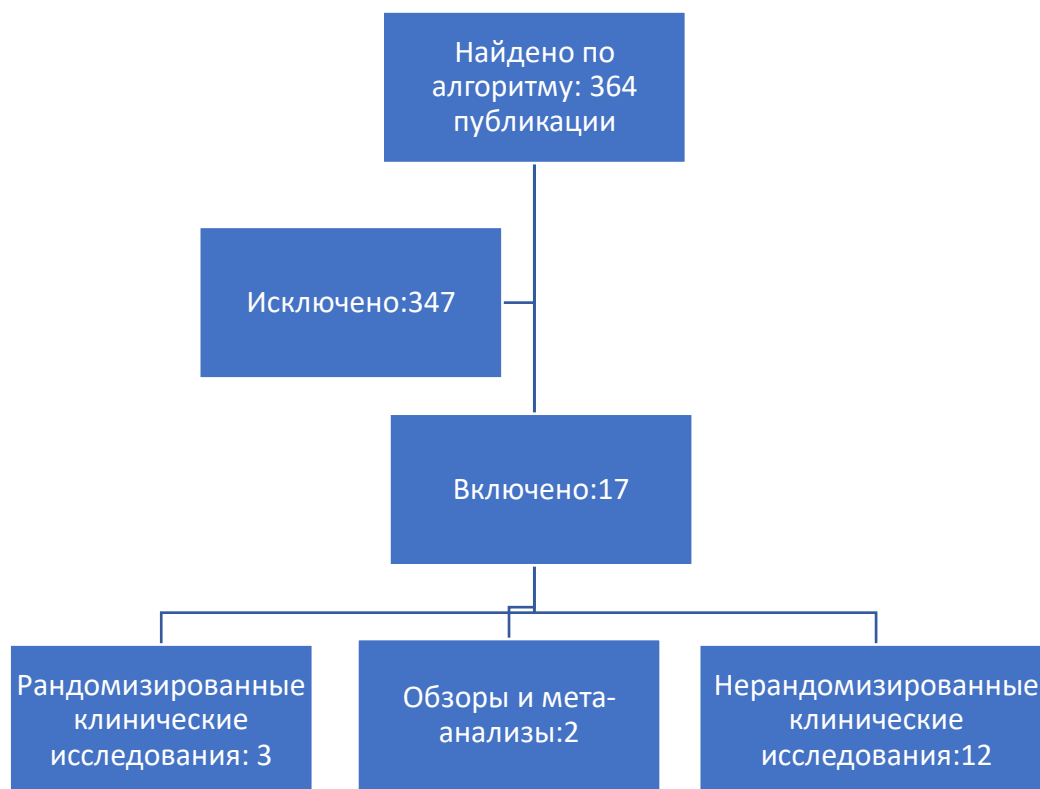 Найдено по
алгоритму: 364
публикации
Исключено:347
Включено:17
Рандомизированные
клинические
исследования: 3
Обзоры и мета-
анализы:2
Нерандомизированные
клинические
исследования:12